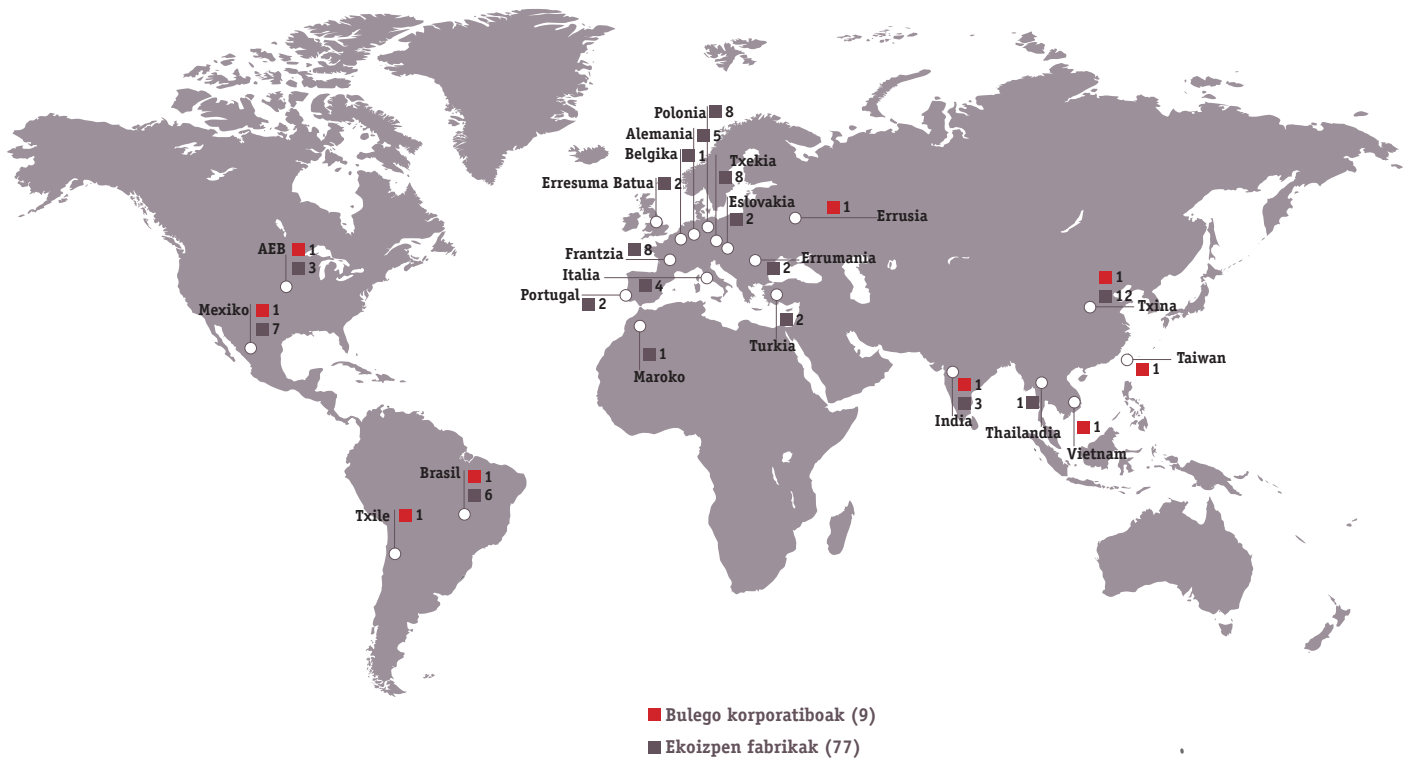 Polonia 8
Alemania 5
Belgika 1
Txekia
8
Erresuma Batua 2
Eslovakia
2
1
Errusia
AEB 1
3
Frantzia 8
Errumania
2
Italia
4
Portugal
2
Mexiko 1
7
1
12
Txina
2
Turkia
1
Maroko
Taiwan
1
1
3
India
1
Thailandia
1
Vietnam
Brasil 1
6
Txile 1
Bulego korporatiboak (9)
Ekoizpen fabrikak (77)